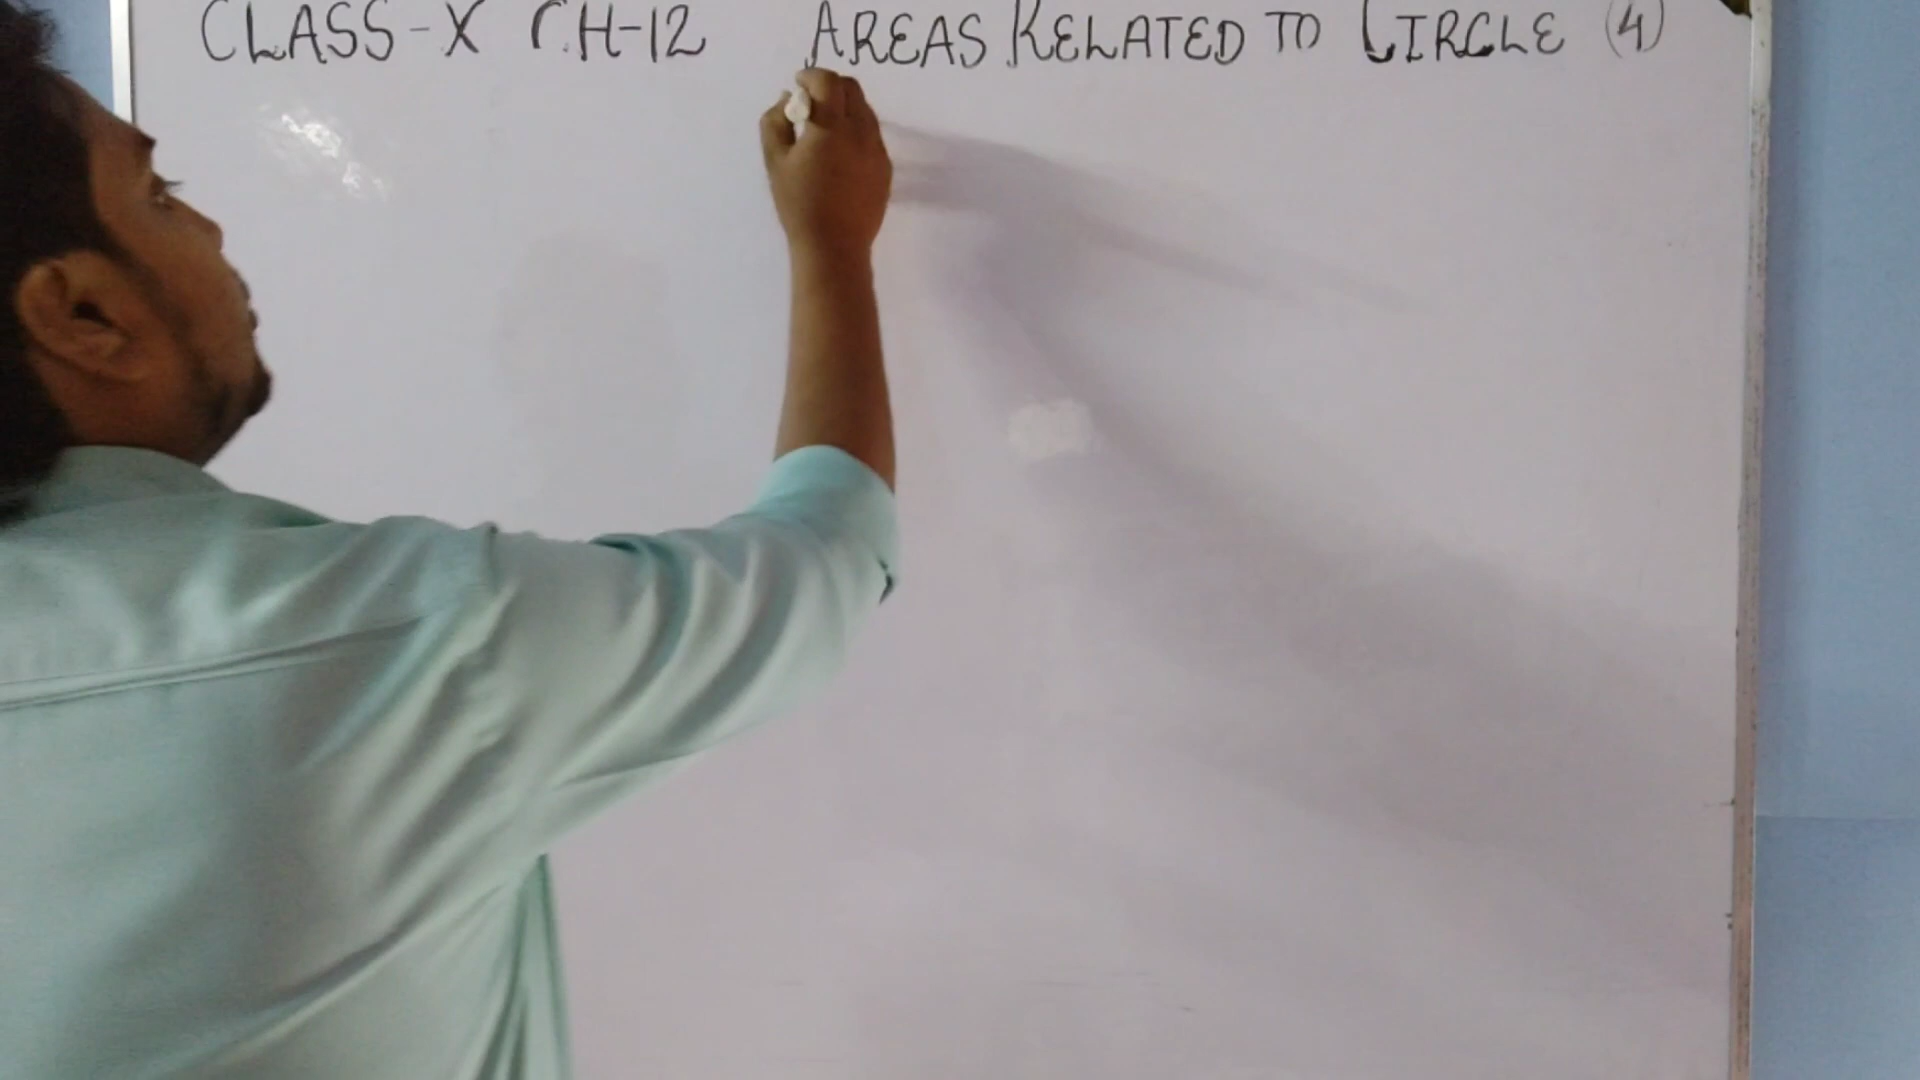 CLASS-X CH-12 AREAS RELATED TO CIRCLE (4)